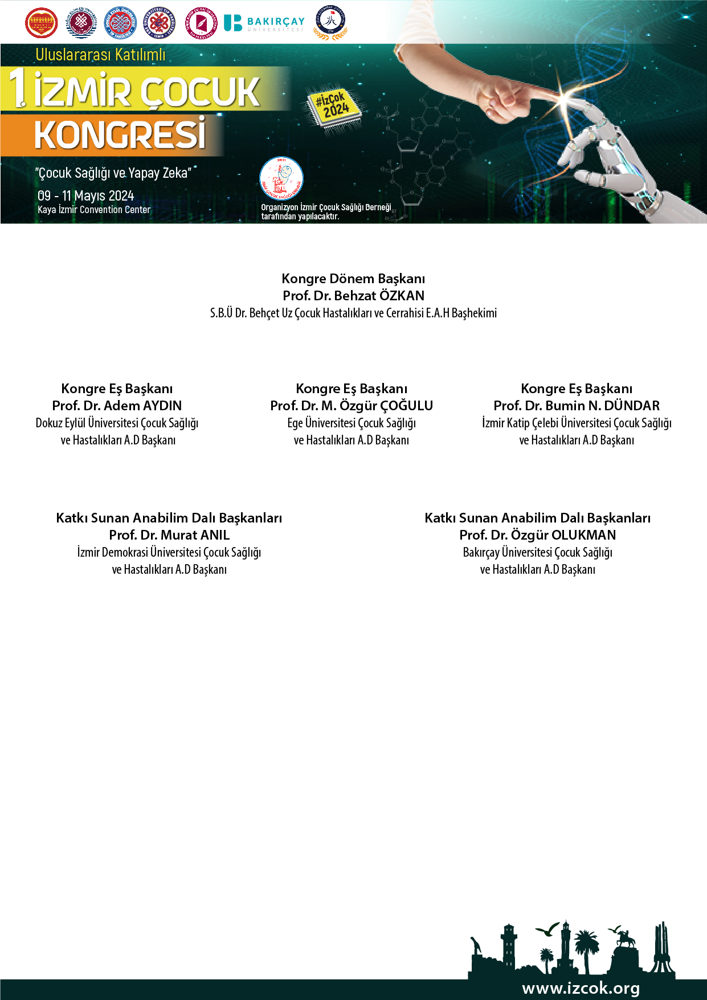 BAKIRÇAY
ÜNİVERSİTESİ
Uluslararası Katılımlı
1. İZMİR ÇOCUK
KONGRESİ
#İzÇok
2024
"Çocuk Sağlığı ve Yapay Zeka"
09 - 11 Mayıs 2024
Kaya İzmir Convention Center
İZMİR ÇOCUK SAĞLIĞI DERNEĞİ
Organizyon İzmir Çocuk Sağlığı Derneği
tarafından yapılacaktır.
Kongre Dönem Başkanı
Prof. Dr. Behzat ÖZKAN
S.B.Ü Dr. Behçet Uz Çocuk Hastalıkları ve Cerrahisi E.A.H Başhekimi
Kongre Eş Başkanı
Prof. Dr. Adem AYDIN
Dokuz Eylül Üniversitesi Çocuk Sağlığı
ve Hastalıkları A.D Başkanı
Kongre Eş Başkanı
Prof. Dr. M. Özgür ÇOĞULU
Ege Üniversitesi Çocuk Sağlığı
ve Hastalıkları A.D Başkanı
Kongre Eş Başkanı
Prof. Dr. Bumin N. DÜNDAR
İzmir Katip Çelebi Üniversitesi Çocuk Sağlığı
ve Hastalıkları A.D Başkanı
Katkı Sunan Anabilim Dalı Başkanları
Prof. Dr. Murat ANIL
İzmir Demokrasi Üniversitesi Çocuk Sağlığı
ve Hastalıkları A.D Başkanı
Katkı Sunan Anabilim Dalı Başkanları
Prof. Dr. Özgür OLUKMAN
Bakırçay Üniversitesi Çocuk Sağlığı
ve Hastalıkları A.D Başkanı
www.izcok.org